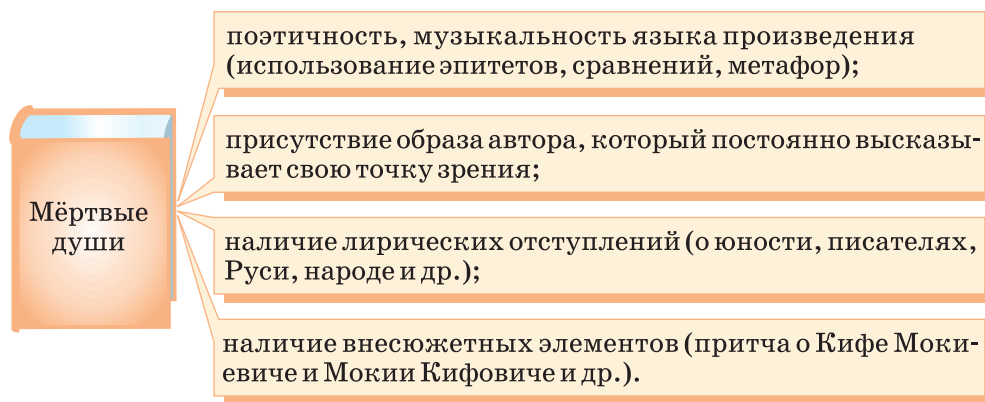 поэтичность, музыкальность языка произведения
(использование эпитетов, сравнений, метафор);
присутствие образа автора, который постоянно высказы-
вает свою точку зрения;
Мёртвые
души
наличие лирических отступлений (о юности, писателях,
Руси, народе и др.);
наличие внесюжетных элементов (притча о Кифе Моки-
евиче и Мокии Кифовиче и др.).